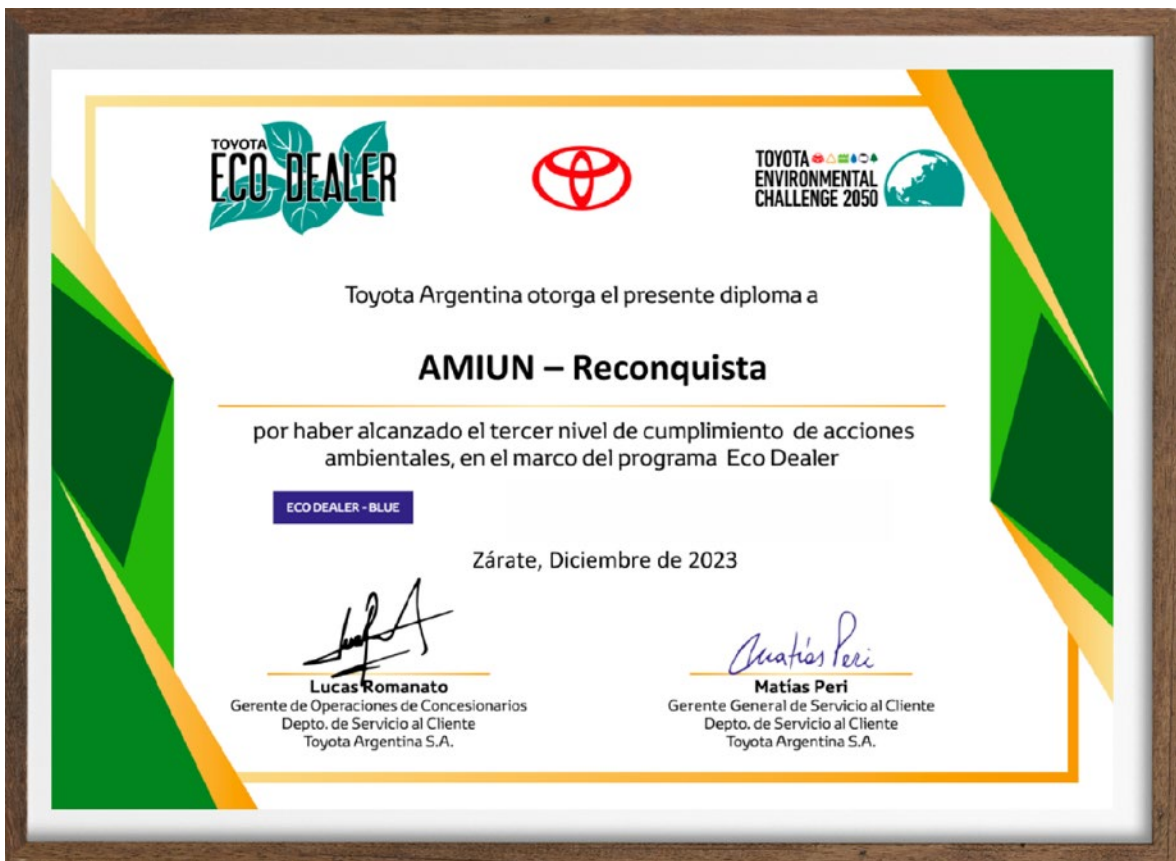 TOYOTA
ECO DEALER
TOYOTA
ENVIRONMENTAL
CHALLENGE 2050
Toyota Argentina otorga el presente diploma a
AMIUN – Reconquista
por haber alcanzado el tercer nivel de cumplimiento de acciones
ambientales, en el marco del programa Eco Dealer
ECO DEALER - BLUE
Zárate, Diciembre de 2023
Matías Peri
Lucas Romanato
Gerente de Operaciones de Concesionarios
Depto. de Servicio al Cliente
Toyota Argentina S.A.
Matías Peri
Gerente General de Servicio al Cliente
Depto. de Servicio al Cliente
Toyota Argentina S.A.